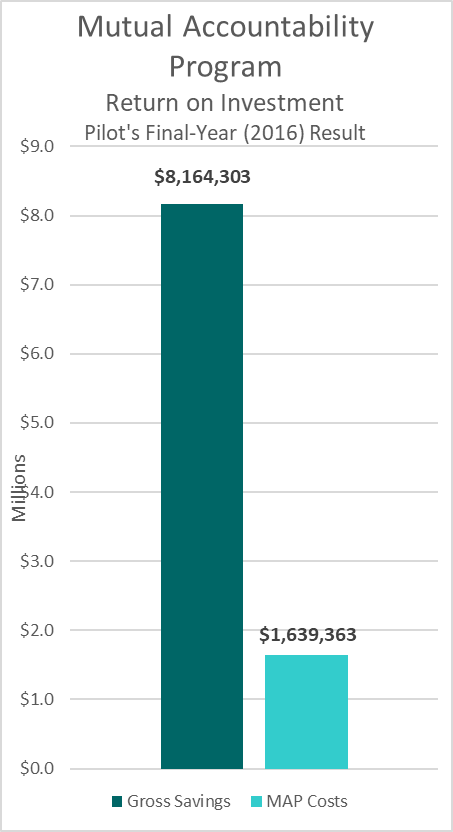 Mutual Accountability
Program
Return on Investment
Pilot's Final-Year (2016) Result
$9.0
$8,164,303
$8.0
$7.0
$6.0
$5.0
$4.0
Millions
$3.0
$2.0
$1,639,363
$1.0
$0.0
Gross Savings
MAP Costs